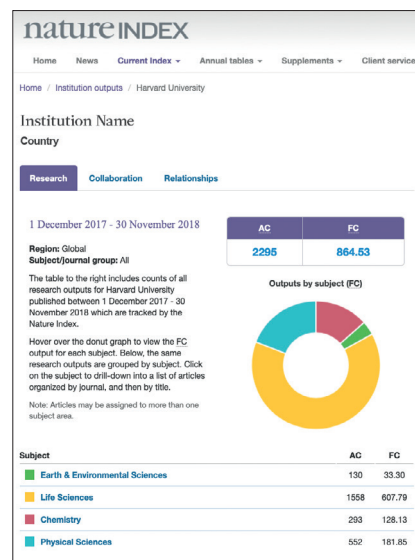 nature INDEX
Home News Current Index Annual tables Supplements Client service
Home / Institution outputs / Harvard University
Institution Name
Country
Research Collaboration Relationships
1 December 2017 - 30 November 2018
Region: Global
Subject/journal group: All
The table to the right includes counts of all
research outputs for Harvard University
published between 1 December 2017 - 30
November 2018 which are tracked by the
Nature Index.
Hover over the donut graph to view the FC
output for each subject. Below, the same
research outputs are grouped by subject. Click
on the subject to drill-down into a list of articles
organized by journal, and then by title.
Note: Articles may be assigned to more than one
subject area.
AC FC
2295 864.53
Outputs by subject (FC)
Subject AC FC
Earth & Environmental Sciences 130 33.30
Life Sciences 1558 607.79
Chemistry 293 128.13
Physical Sciences 552 181.85